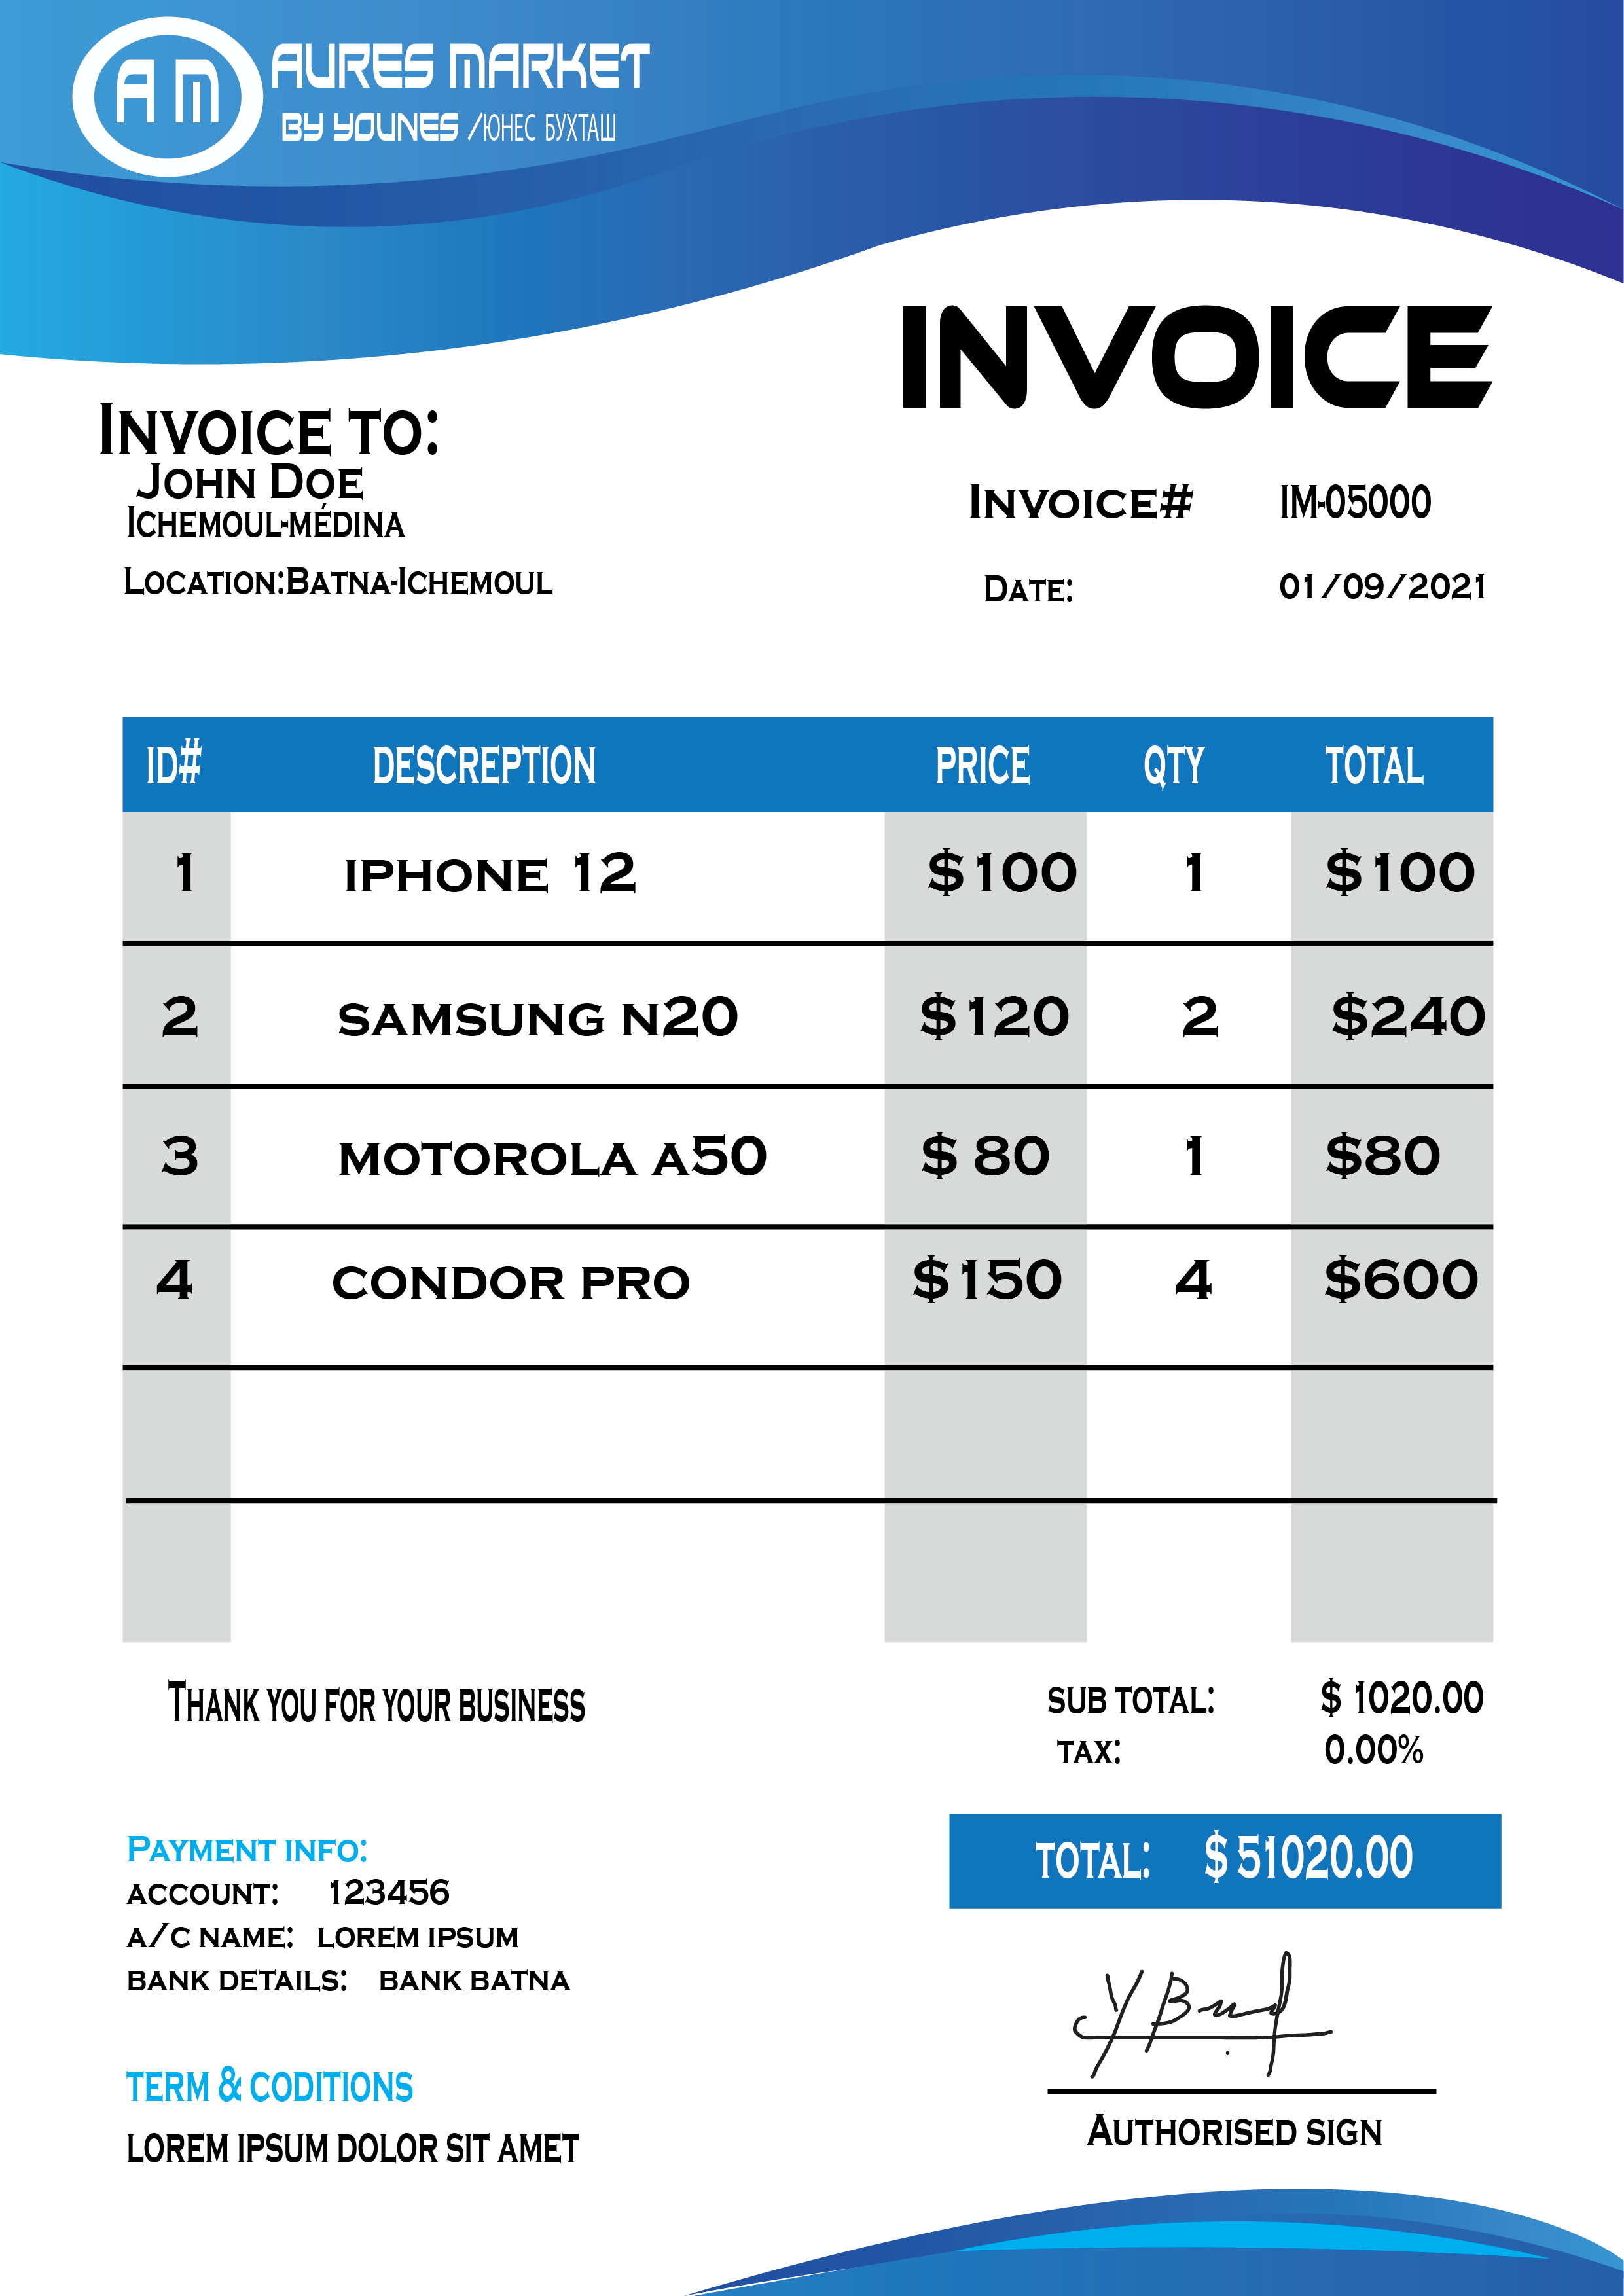 AM
AURES MARKET
BY YOUNES /ЮНЕС БУХТАШ
INVOICE
INVOICE TO:
JOHN DOE
ICHEMOUL-MÉDINA
LOCATION:BATNA-ICHEMOUL
INVOICE# IM-05000
DATE: 01/09/2021
ID# DESCREPTION PRICE QTY TOTAL
1 IPHONE 12 $100 1 $100
2 SAMSUNG N20 $120 2 $240
3 MOTOROLA A50 $ 80 1 $80
4 CONDOR PRO $150 4 $600
THANK YOU FOR YOUR BUSINESS
SUB TOTAL: $ 1020.00
TAX: 0.00%
TOTAL: $ 51020.00
PAYMENT INFO:
ACCOUNT: 123456
A/C NAME: LOREM IPSUM
BANK DETAILS: BANK BATNA
TERM & CODITIONS
LOREM IPSUM DOLOR SIT AMET
AUTHORISED SIGN